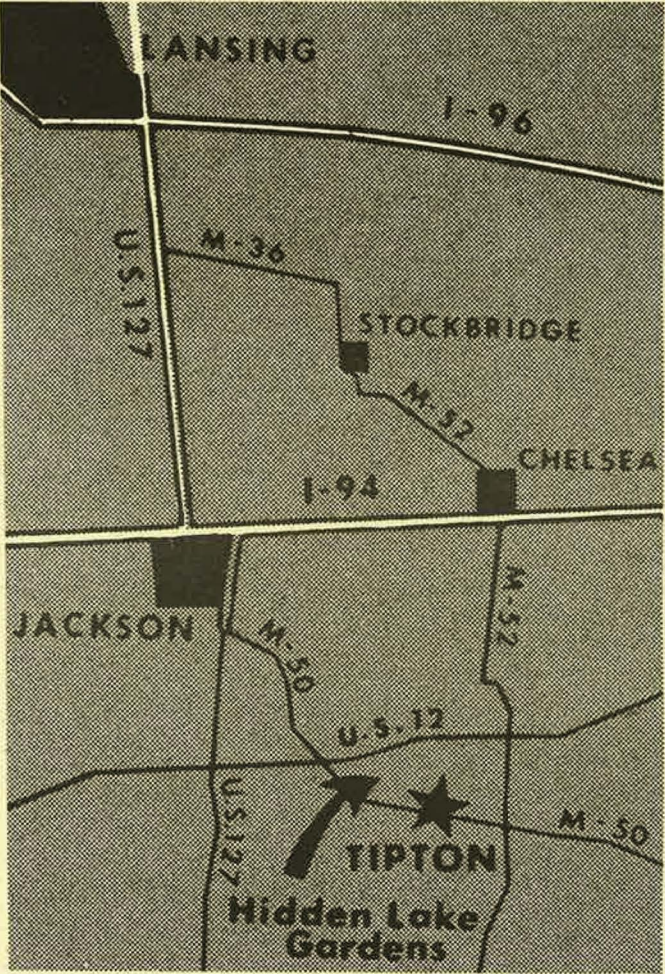 LANSING
I-96
M-36
U.S.127
STOCKBRIDGE
M-52
CHELSEA
I-94
JACKSON
M-50
M-52
U.S.12
U.S.127
M-50
TIPTON
Hidden Lake
Gardens